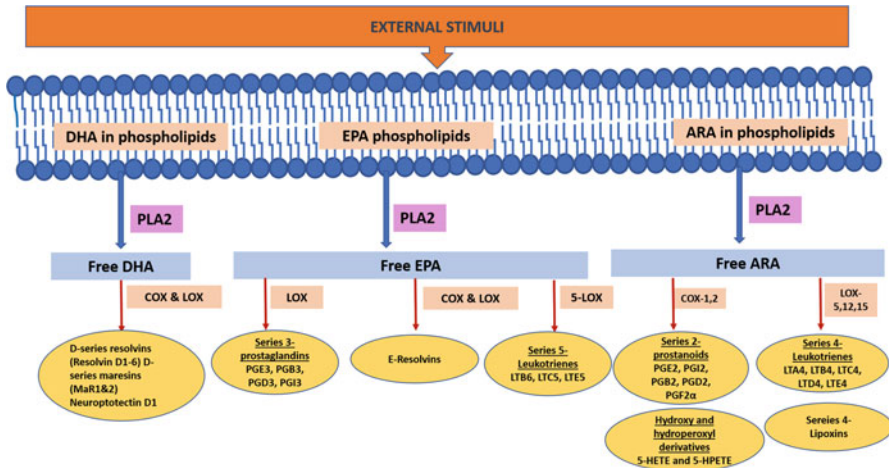 EXTERNAL STIMULI
DHA in phospholipids
EPA phospholipids
ARA in phospholipids
PLA2
PLA2
PLA2
Free DHA
Free EPA
Free ARA
COX & LOX
LOX
COX & LOX
5-LOX
COX-1,2
LOX-
5,12,15
D-series resolvins
(Resolvin D1-6) D-
series maresins
(MaR1&2)
Neuroptotectin D1
Series 3-
prostaglandins
PGE3, PGB3,
PGD3, PGI3
E-Resolvins
Series 5-
Leukotrienes
LTB6, LTC5, LTE5
Series 2-
prostanoids
PGE2, PGI2,
PGB2, PGD2,
PGF2α
Series 4-
Leukotrienes
LTA4, LTB4, LTC4,
LTD4, LTE4
Hydroxy and
hydroperoxyl
derivatives
5-HETE and 5-HPETE
Sereies 4-
Lipoxins